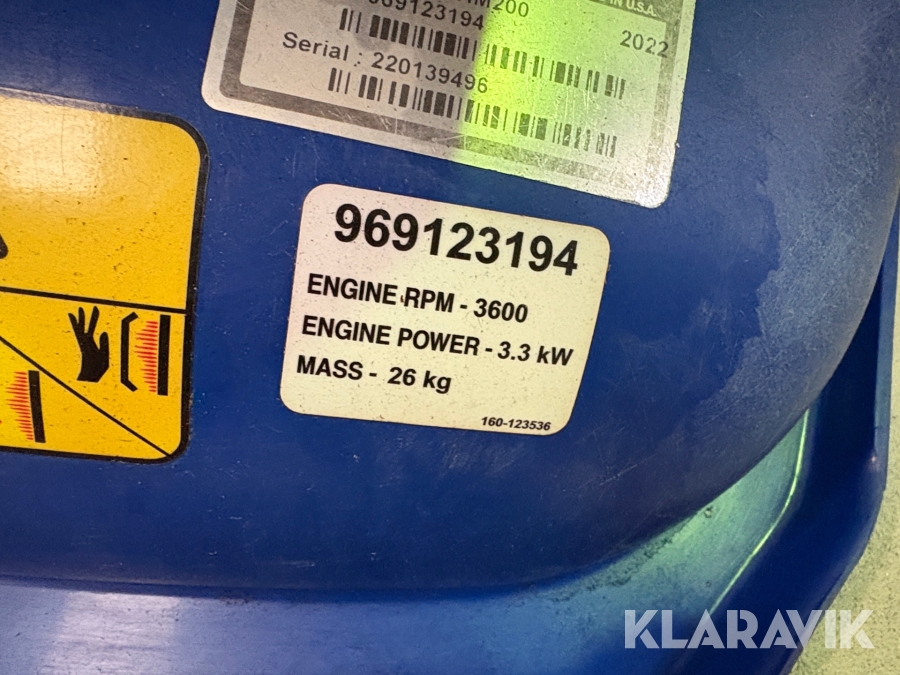 IN U.S.A.
969123194
2022
Serial : 220139496
969123194
ENGINE RPM - 3600
ENGINE POWER - 3.3 kW
MASS - 26 kg
160-123536
KLARAVIK